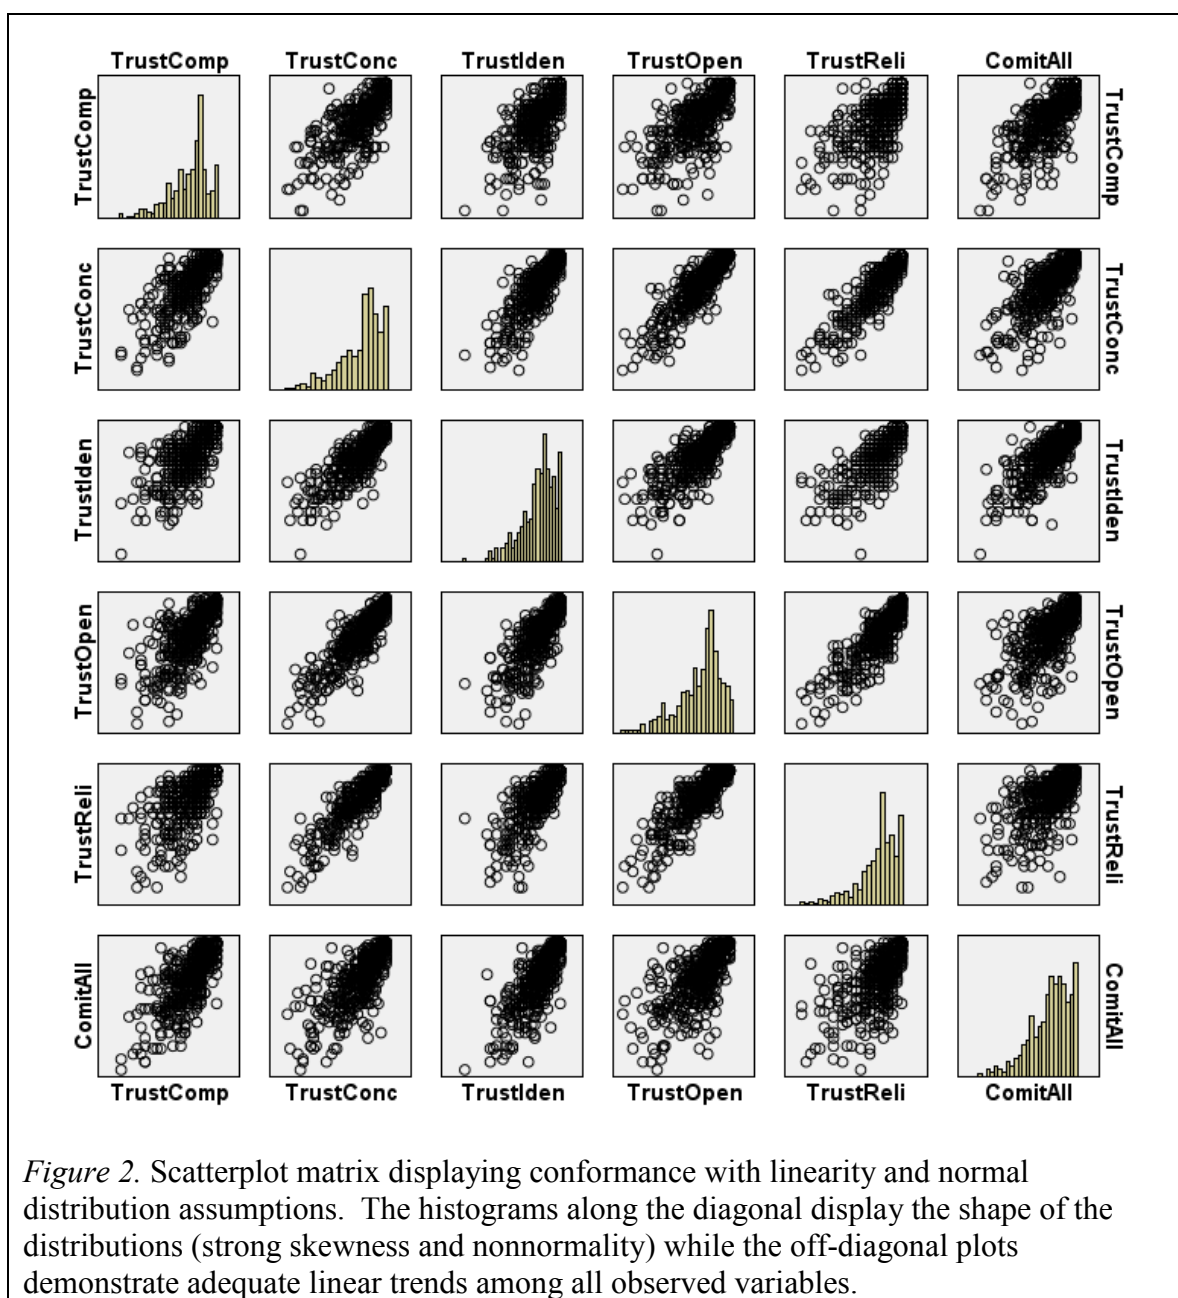 TrustComp TrustConc TrustIden TrustOpen TrustReli ComitAll
TrustComp TrustComp
TrustConc TrustConc
TrustIden TrustIden
TrustOpen TrustOpen
TrustReli TrustReli
ComitAll ComitAll
TrustComp TrustConc TrustIden TrustOpen TrustReli ComitAll
Figure 2. Scatterplot matrix displaying conformance with linearity and normal
distribution assumptions. The histograms along the diagonal display the shape of the
distributions (strong skewness and nonnormality) while the off-diagonal plots
demonstrate adequate linear trends among all observed variables.